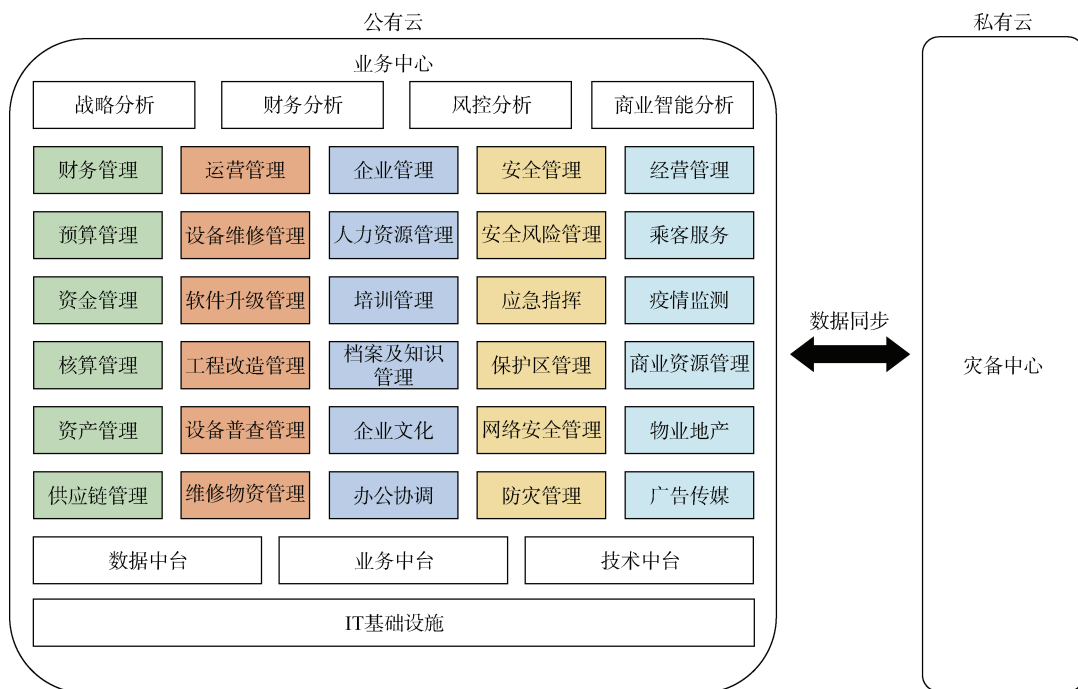 公有云
私有云
业务中心
战略分析
财务分析
风控分析
商业智能分析
财务管理
运营管理
企业管理
安全管理
经营管理
预算管理
设备维修管理
人力资源管理
安全风险管理
乘客服务
资金管理
软件升级管理
培训管理
应急指挥
疫情监测
数据同步
核算管理
工程改造管理
档案及知识
管理
保护区管理
商业资源管理
灾备中心
资产管理
设备普查管理
企业文化
网络安全管理
物业地产
供应链管理
维修物资管理
办公协调
防灾管理
广告传媒
数据中台
业务中台
技术中台
IT基础设施